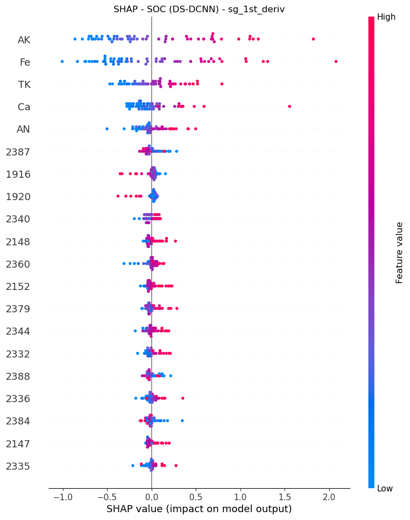 SHAP - SOC (DS-DCNN) - sg_1st_deriv
High
AK
Fe
TK
Ca
AN
2387
1916
1920
2340
2148
2360
2152
2379
2344
2332
2388
2336
2384
2147
2335
Feature value
Low
−1.0 −0.5 0.0 0.5 1.0 1.5 2.0
SHAP value (impact on model output)